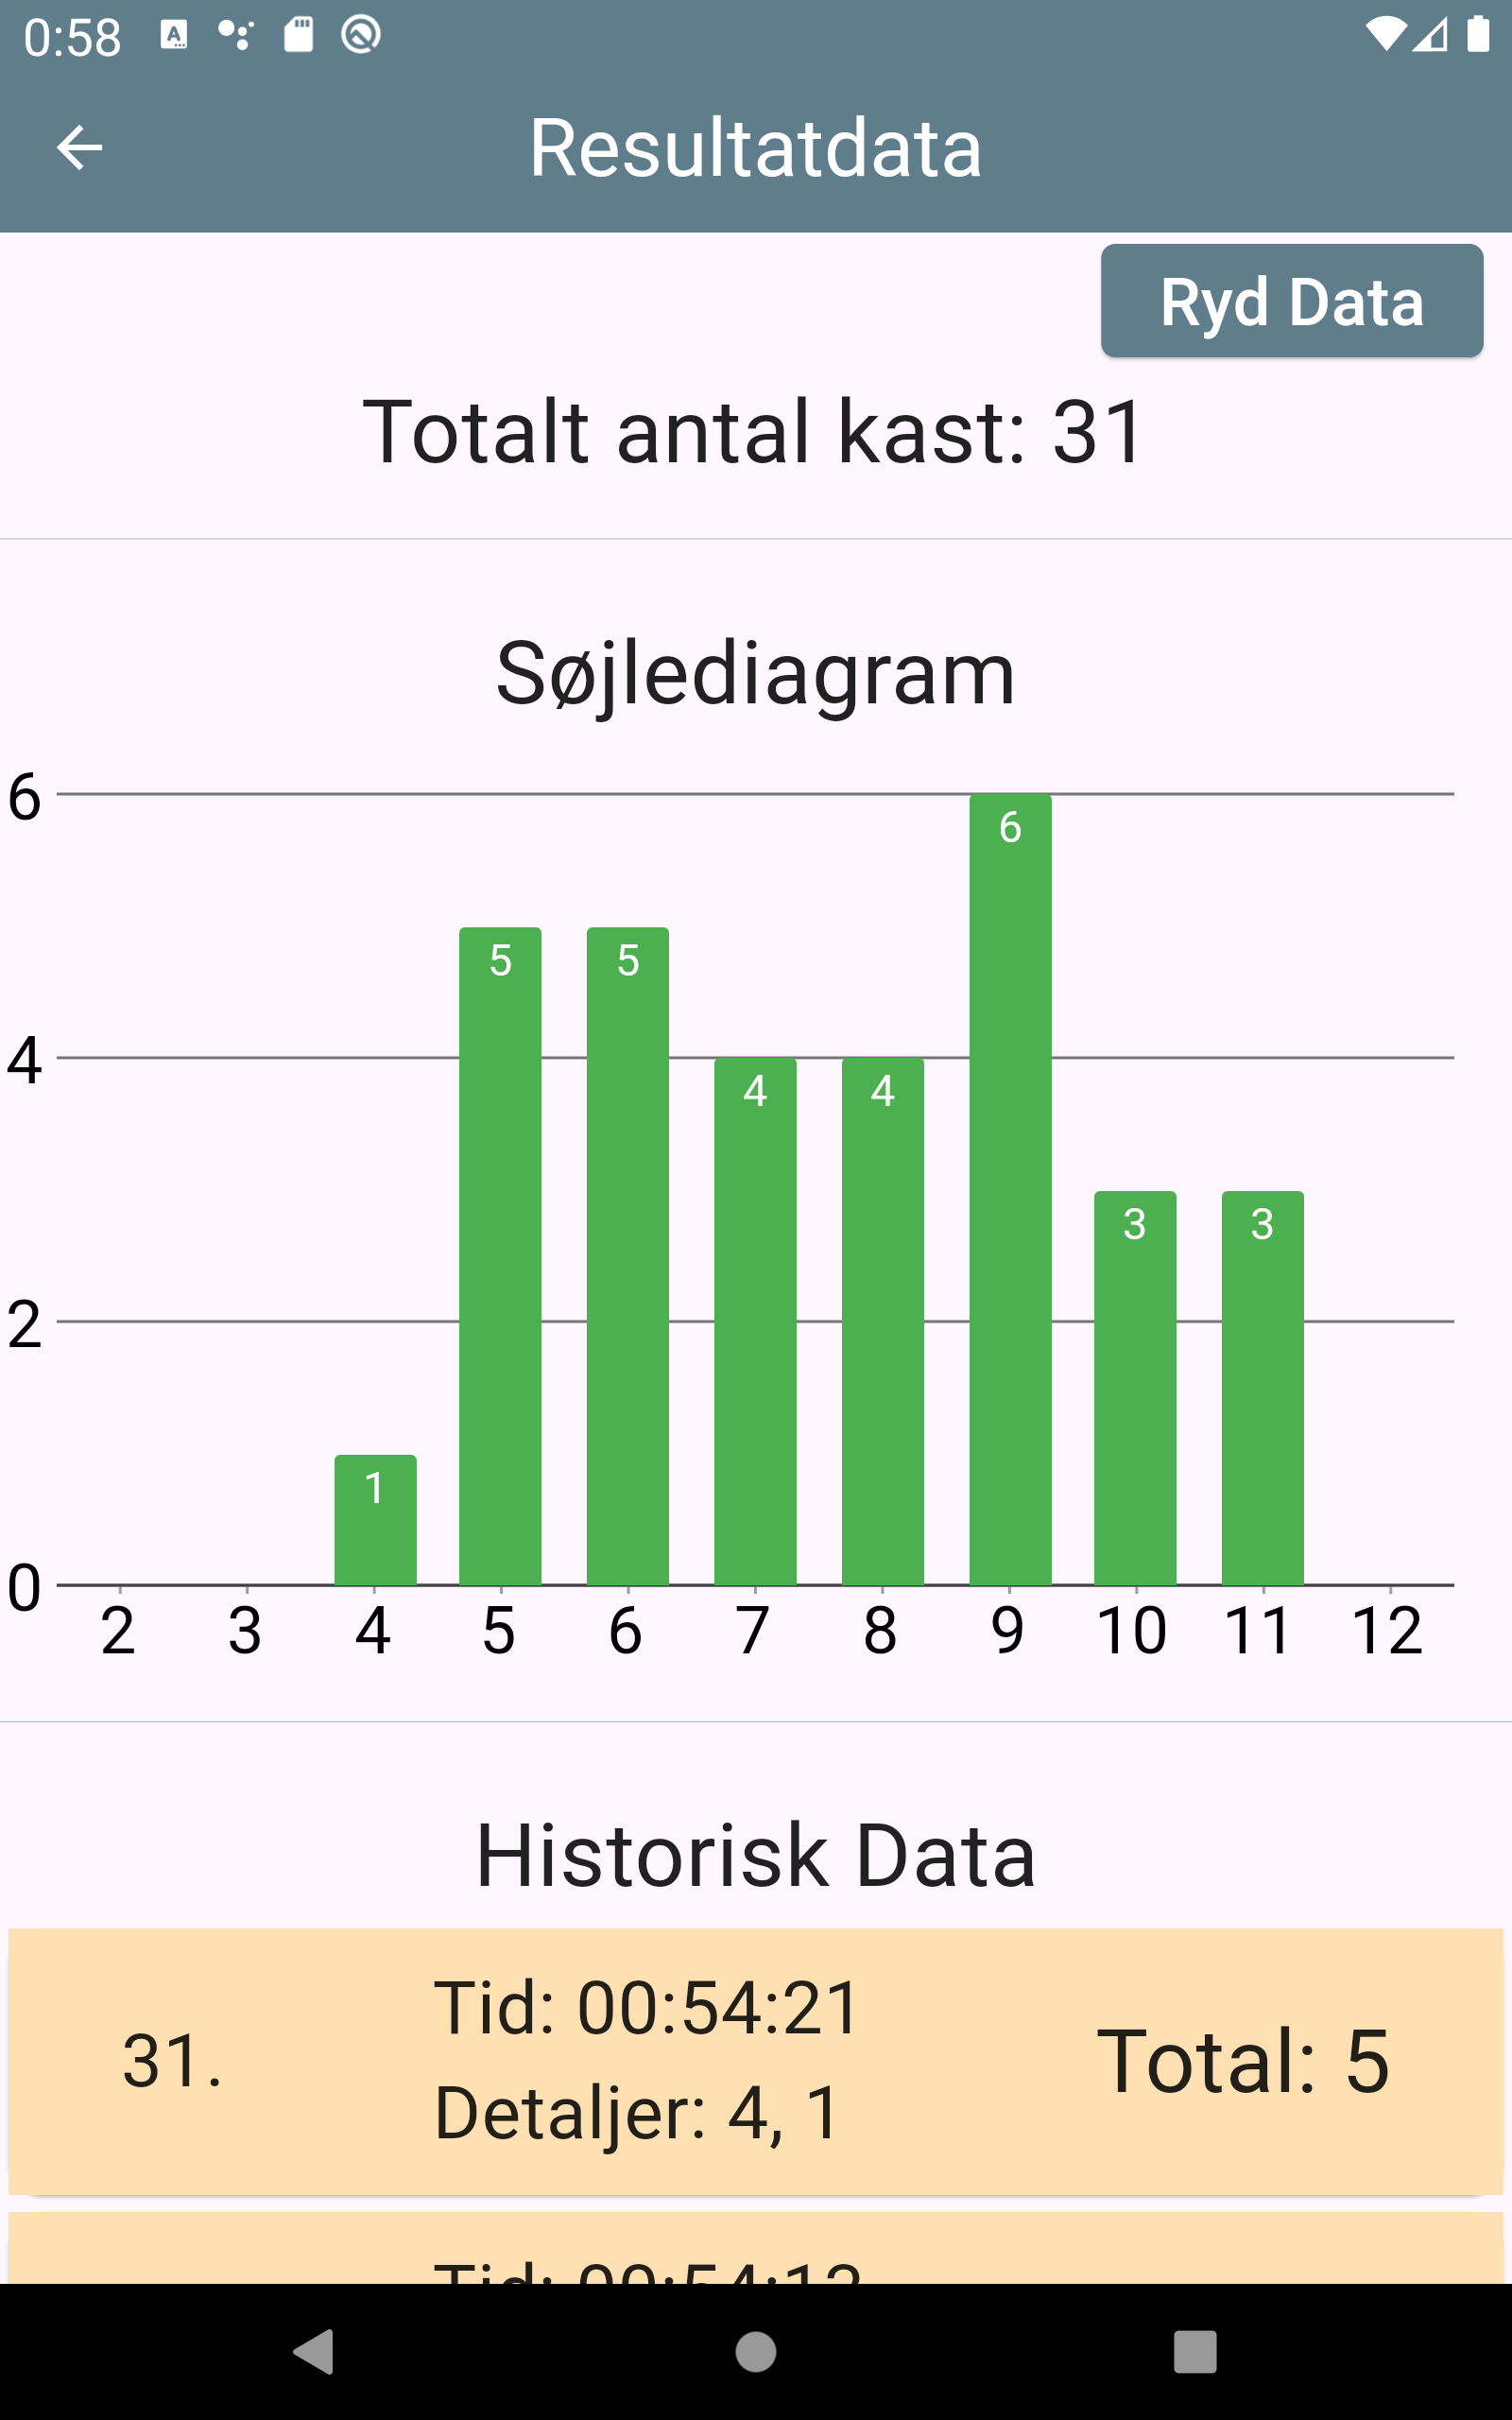 0:58
Resultatdata
Ryd Data
Totalt antal kast: 31
Søjlediagram
6
6
5
5
4
4
4
3
3
2
1
0
2 3 4 5 6 7 8 9 10 11 12
Historisk Data
31.
Tid: 00:54:21
Detaljer: 4, 1
Total: 5